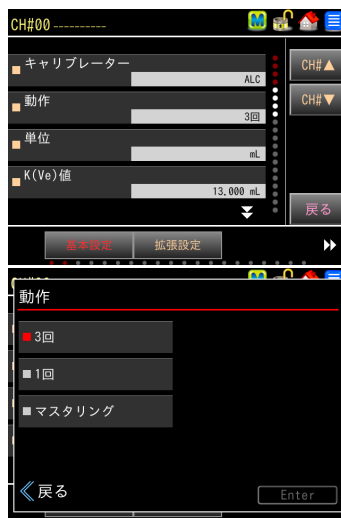 CH#00 ----------
M
キャリブレーター
ALC
CH#▲
動作
3回
CH#▼
単位
mL
K(Ve)値
13.000 mL
戻る
基本設定
拡張設定
動作
3回
1回
マスタリング
戻る
Enter